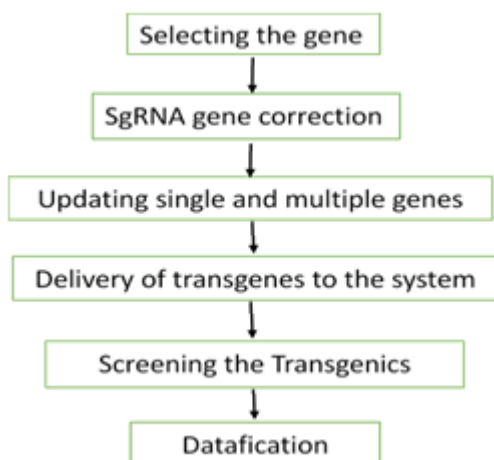 Selecting the gene
SgRNA gene correction
Updating single and multiple genes
Delivery of transgenes to the system
Screening the Transgenics
Datafication